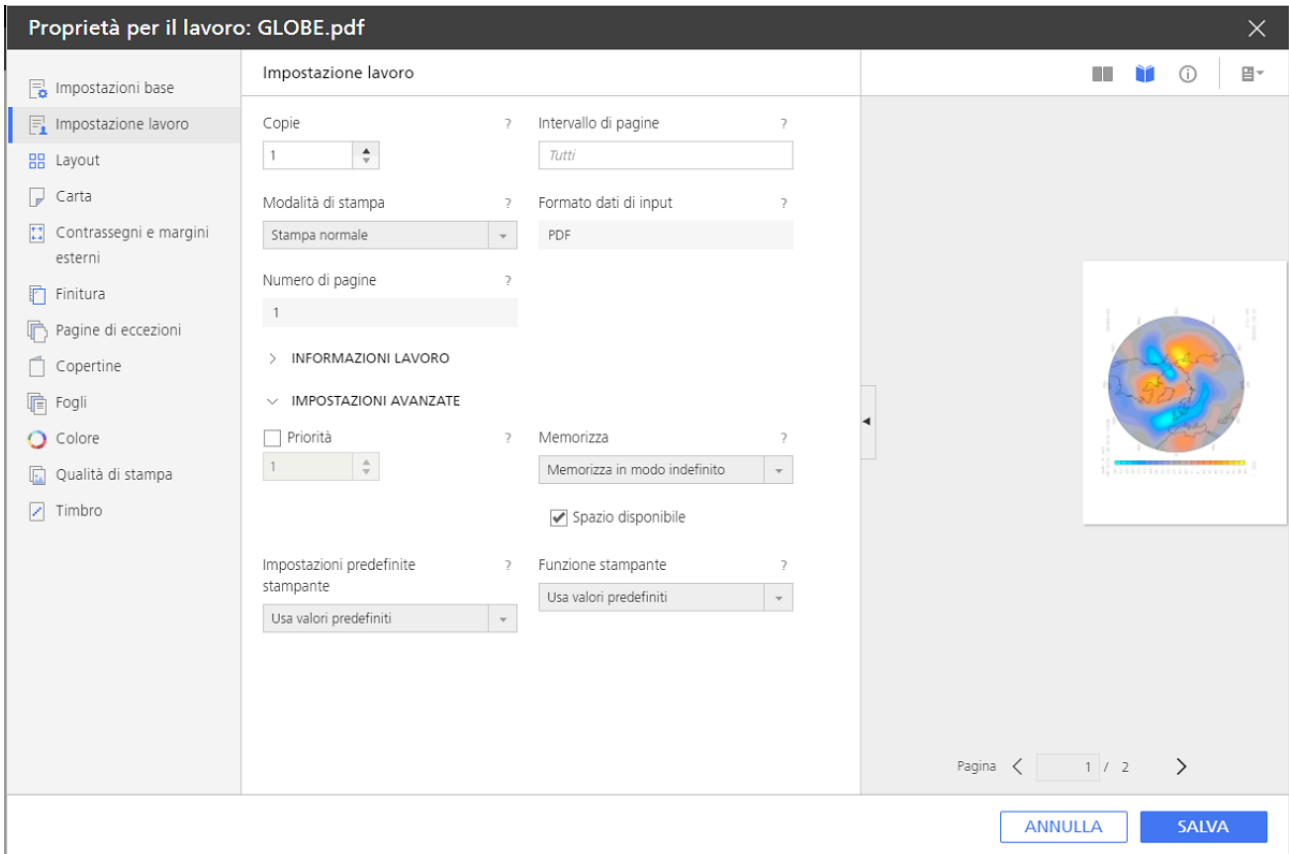 Proprietà per il lavoro: GLOBE.pdf
Impostazioni base
Impostazione lavoro
Layout
Carta
Contrassegni e margini
esterni
Finitura
Pagine di eccezioni
Copertine
Fogli
Colore
Qualità di stampa
Timbro
Impostazione lavoro
Copie ? Intervallo di pagine ?
1 Tutti
Modalità di stampa ? Formato dati di input ?
Stampa normale PDF
Numero di pagine ?
1
INFORMAZIONI LAVORO
IMPOSTAZIONI AVANZATE
Priorità ? Memorizza ?
1 Memorizza in modo indefinito
Spazio disponibile
Impostazioni predefinite
stampante ? Funzione stampante ?
Usa valori predefiniti Usa valori predefiniti
Pagina 1 / 2
ANNULLA SALVA